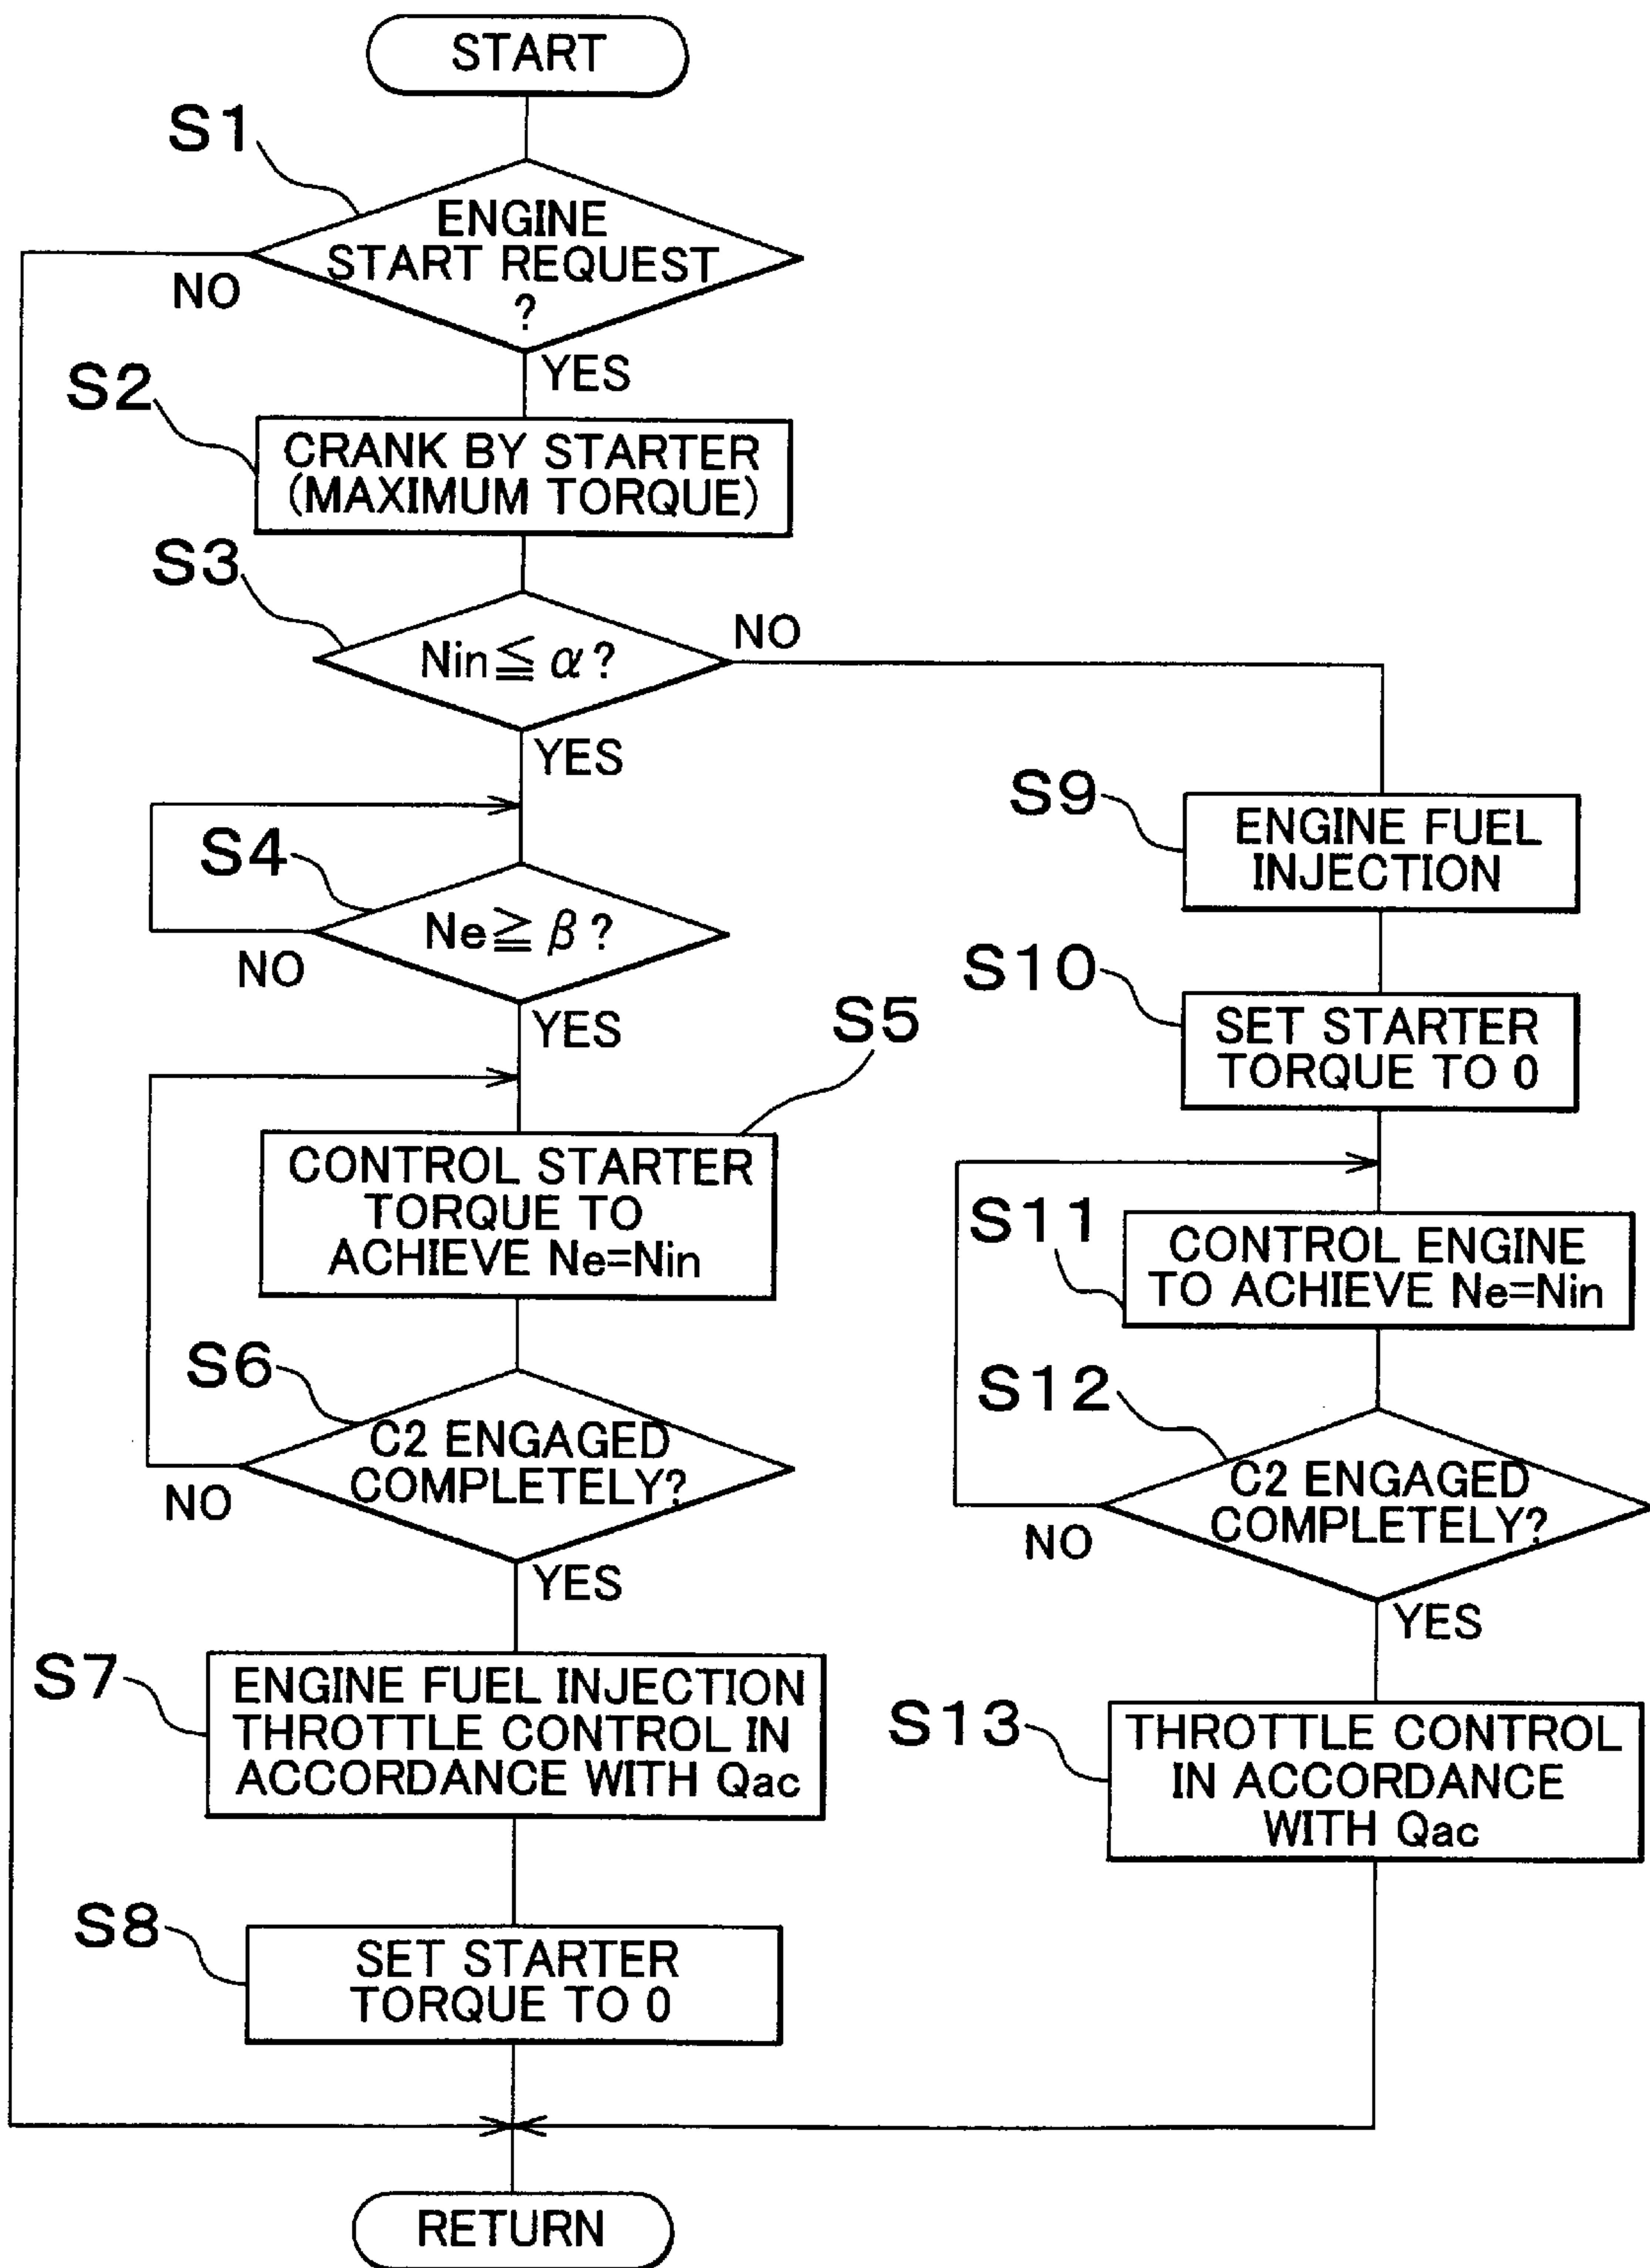 START
S1
ENGINE
START REQUEST
?
NO
YES
S2
CRANK BY STARTER
(MAXIMUM TORQUE)
S3
Nin≦α?
NO
YES
S4
Ne≧β?
NO
YES
S5
CONTROL STARTER
TORQUE TO
ACHIEVE Ne=Nin
S6
C2 ENGAGED
COMPLETELY?
NO
YES
S7
ENGINE FUEL INJECTION
THROTTLE CONTROL IN
ACCORDANCE WITH Qac
S8
SET STARTER
TORQUE TO 0
S9
ENGINE FUEL
INJECTION
S10
SET STARTER
TORQUE TO 0
S11
CONTROL ENGINE
TO ACHIEVE Ne=Nin
S12
C2 ENGAGED
COMPLETELY?
NO
YES
S13
THROTTLE CONTROL
IN ACCORDANCE
WITH Qac
RETURN